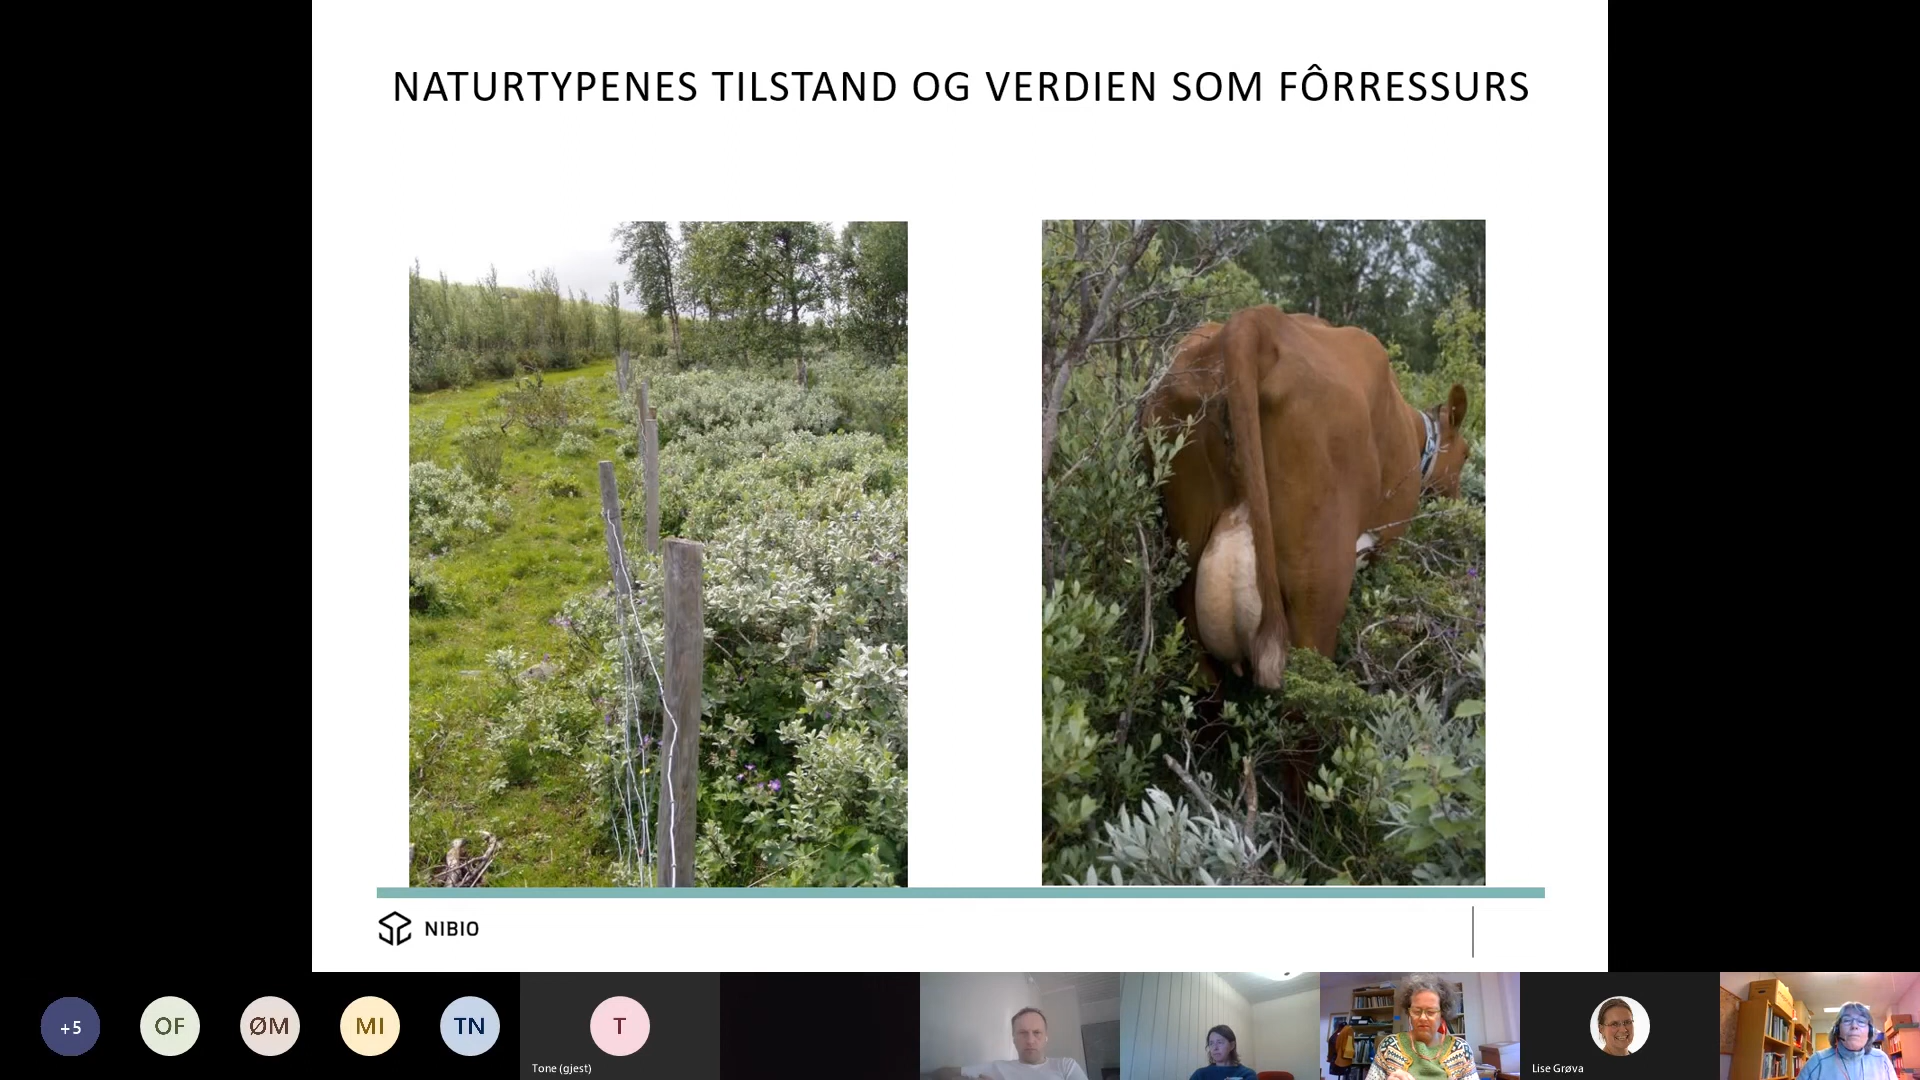 NATURTYPENES TILSTAND OG VERDIEN SOM FÔRRESSURS
NIBIO
+5
OF
ØM
MI
TN
T
Tone (gjest)
Lise Grøva